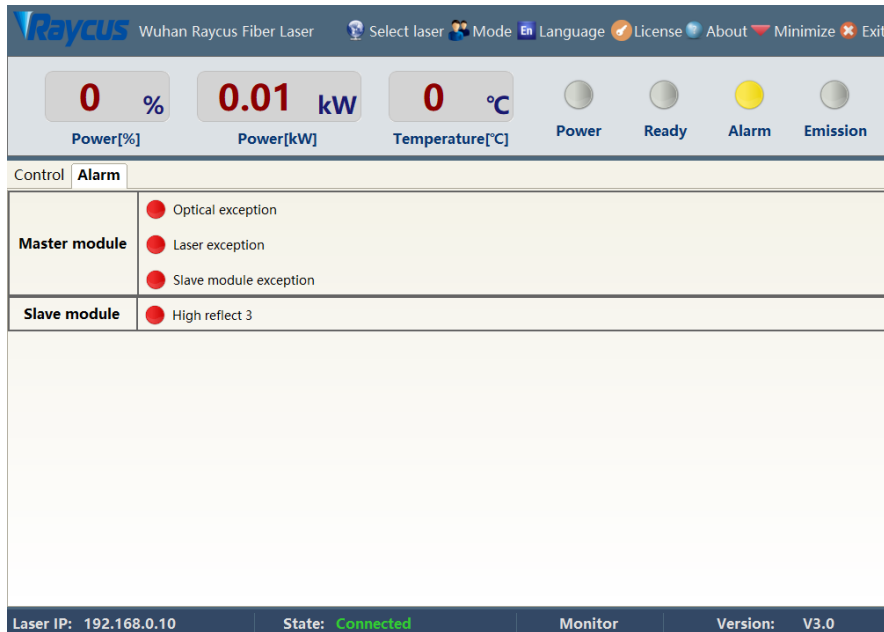 Raycus Wuhan Raycus Fiber Laser Select laser Mode En Language License About Minimize Exit
0 % 0.01 kW 0 ℃
Power[%] Power[kW] Temperature[℃] Power Ready Alarm Emission
Control Alarm
Master module
Optical exception
Laser exception
Slave module exception
Slave module
High reflect 3
Laser IP: 192.168.0.10 State: Connected Monitor Version: V3.0